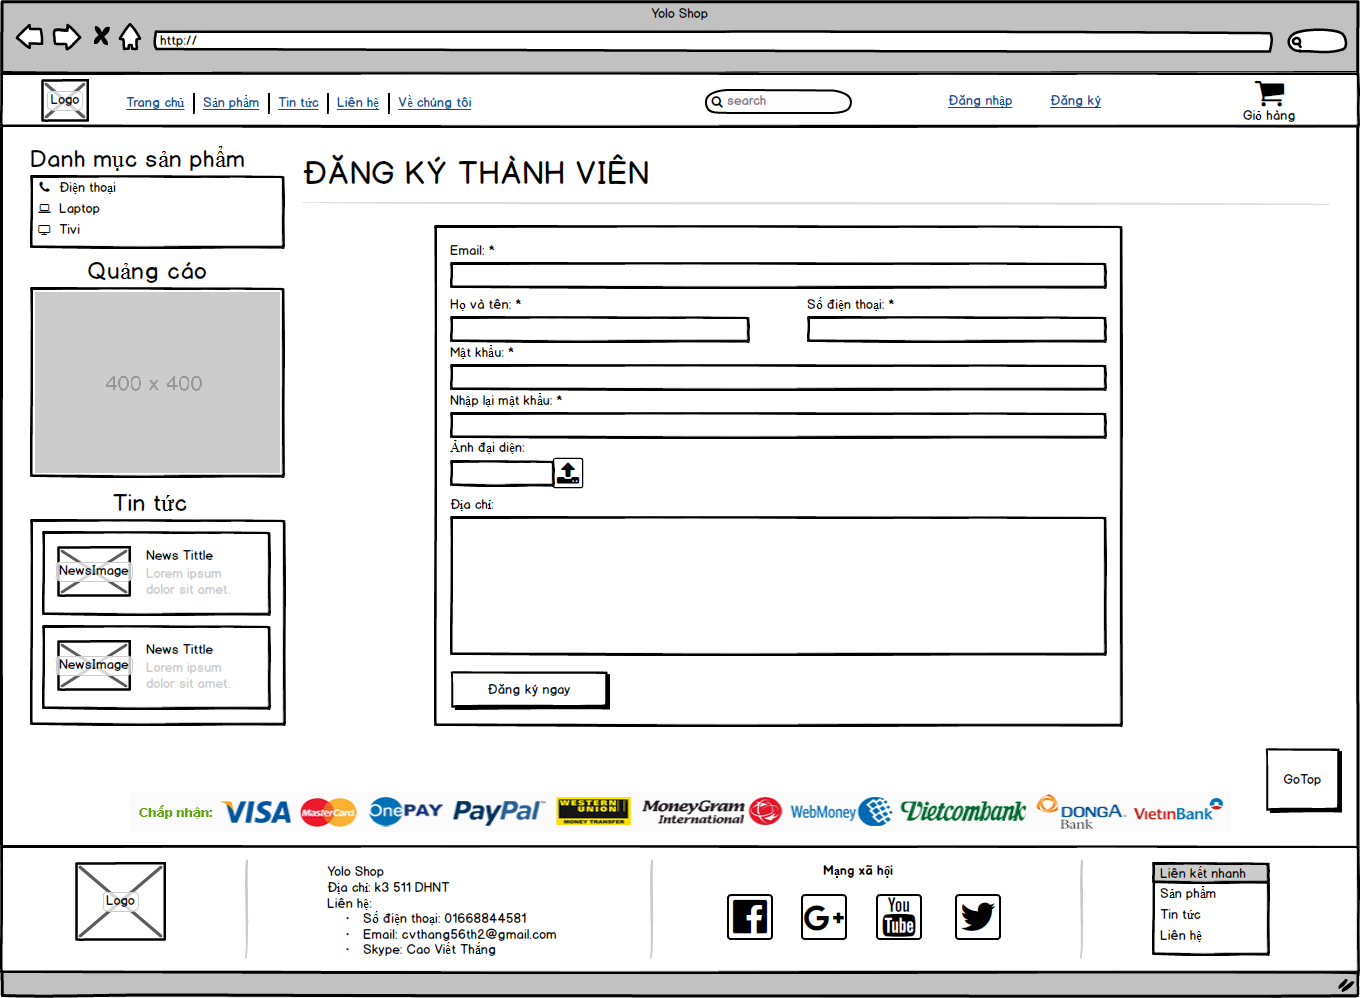 Yolo Shop
http://
Logo
Trang chủ
Sản phẩm
Tin tức
Liên hệ
Về chúng tôi
search
Đăng nhập
Đăng ký
Giỏ hàng
Danh mục sản phẩm
Điện thoại
Laptop
Tivi
Quảng cáo
400 x 400
Tin tức
NewsImage
News Tittle
Lorem ipsum
dolor sit amet.
NewsImage
News Tittle
Lorem ipsum
dolor sit amet.
ĐĂNG KÝ THÀNH VIÊN
Email: *
Họ và tên: *
Số điện thoại: *
Mật khẩu: *
Nhập lại mật khẩu: *
Ảnh đại diện:
Địa chỉ:
Đăng ký ngay
GoTop
Chấp nhận:
VISA
MasterCard
OnePAY
PayPal
WESTERN
UNION
MONEY TRANSFER
MoneyGram
International
WebMoney
Vietcombank
DONGA
Bank
VietinBank
Logo
Yolo Shop
Địa chỉ: k3 511 DHNT
Liên hệ:
· Số điện thoại: 01668844581
· Email: cvthang56th2@gmail.com
· Skype: Cao Viết Thắng
Mạng xã hội
G+
You
Tube
Liên kết nhanh
Sản phẩm
Tin tức
Liên hệ